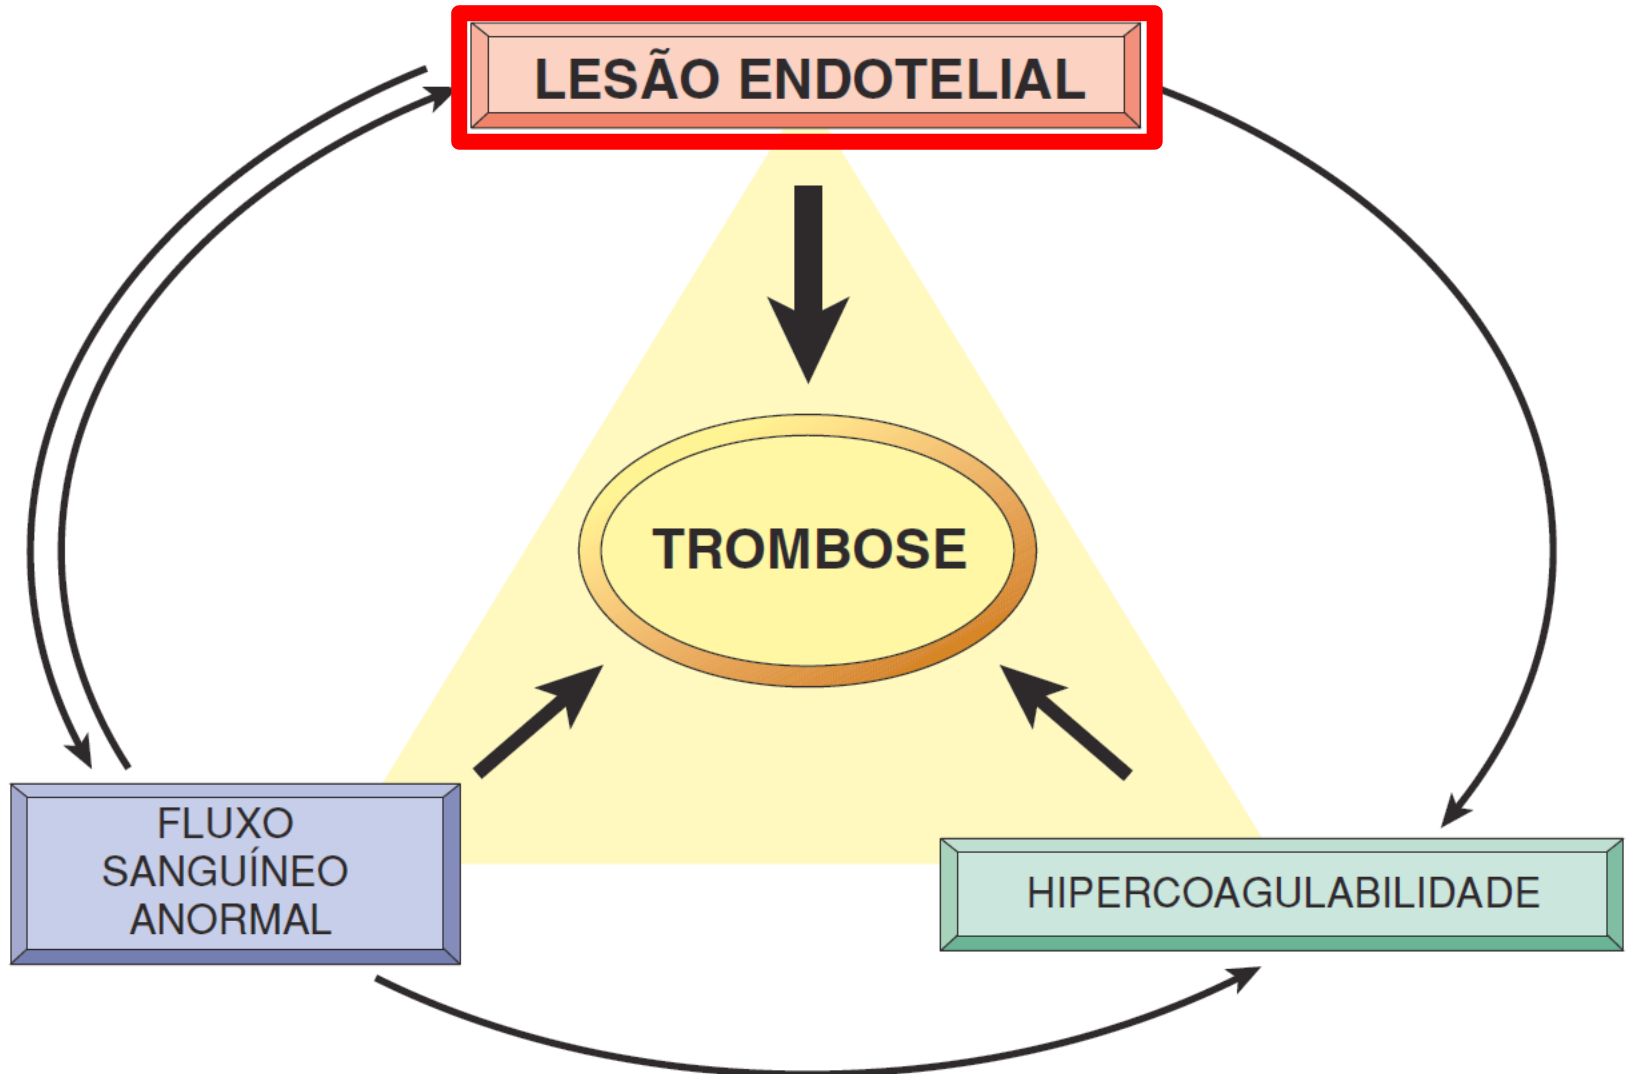 LESÃO ENDOTELIAL
TROMBOSE
FLUXO
SANGUÍNEO
ANORMAL
HIPERCOAGULABILIDADE